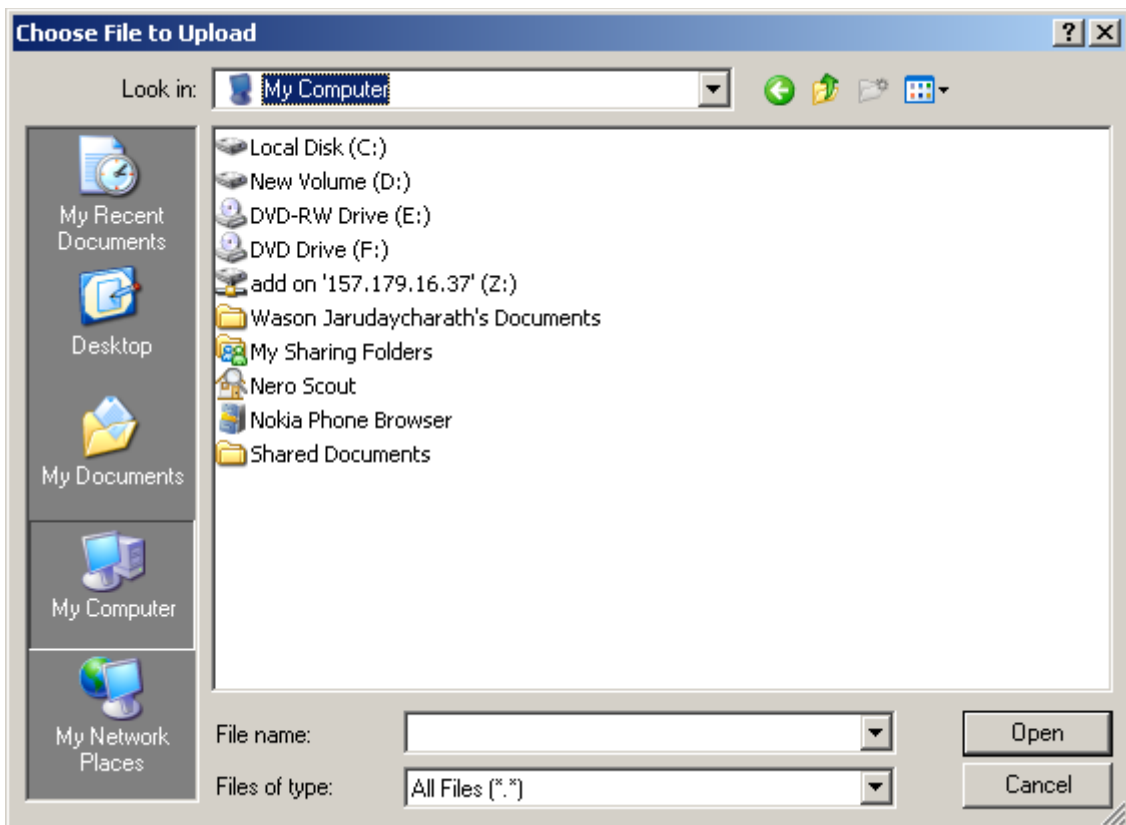 Choose File to Upload
Look in: My Computer
My Recent
Documents
Desktop
My Documents
My Computer
My Network
Places
Local Disk (C:)
New Volume (D:)
DVD-RW Drive (E:)
DVD Drive (F:)
add on '157.179.16.37' (Z:)
Wason Jarudaycharath's Documents
My Sharing Folders
Nero Scout
Nokia Phone Browser
Shared Documents
File name: Open
Files of type: All Files (*.*) Cancel